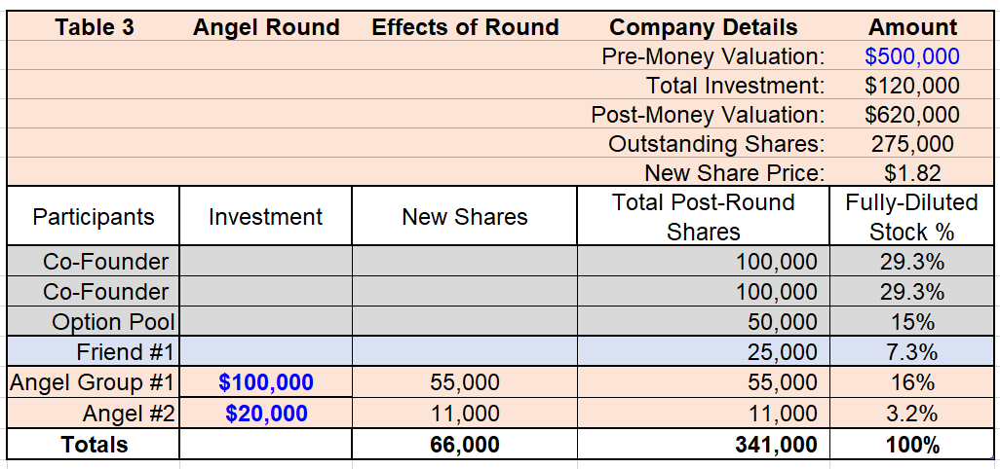 Table 3 Angel Round Effects of Round Company Details Amount
Pre-Money Valuation: $500,000
Total Investment: $120,000
Post-Money Valuation: $620,000
Outstanding Shares: 275,000
New Share Price: $1.82
Participants Investment New Shares Total Post-Round Shares Fully-Diluted Stock %
Co-Founder 100,000 29.3%
Co-Founder 100,000 29.3%
Option Pool 50,000 15%
Friend #1 25,000 7.3%
Angel Group #1 $100,000 55,000 55,000 16%
Angel #2 $20,000 11,000 11,000 3.2%
Totals 66,000 341,000 100%